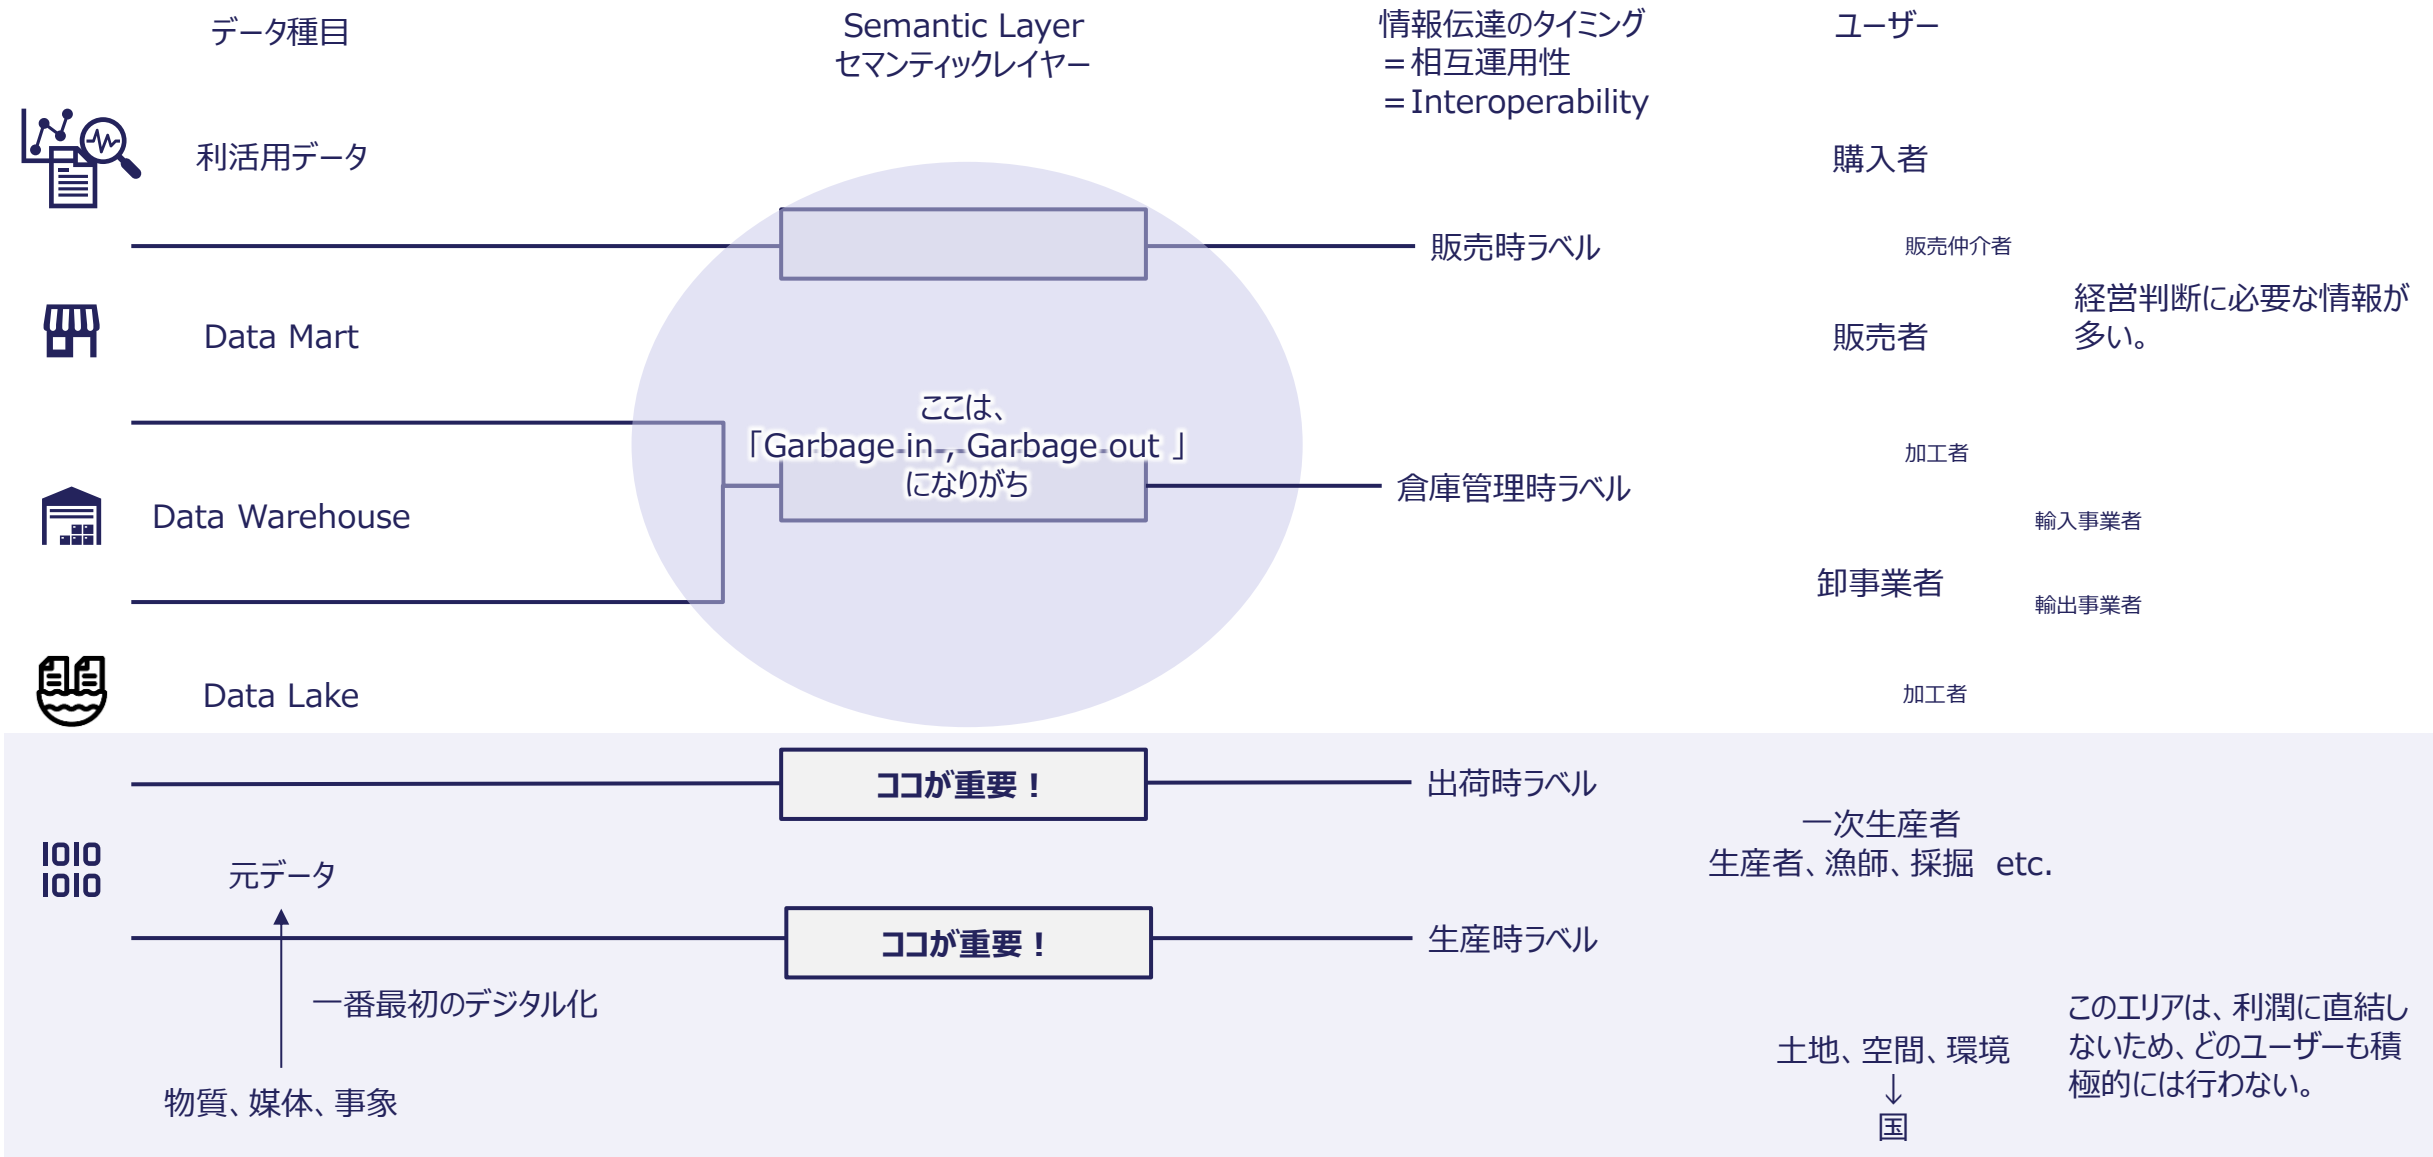 データ種目
Semantic Layer
セマンティックレイヤー
情報伝達のタイミング
＝相互運用性
＝Interoperability
ユーザー
利活用データ
購入者
販売時ラベル
販売仲介者
Data Mart
販売者
経営判断に必要な情報が
多い。
ここは、
「Garbage in , Garbage out 」
になりがち
加工者
倉庫管理時ラベル
Data Warehouse
輸入事業者
卸事業者
輸出事業者
Data Lake
加工者
ココが重要！
出荷時ラベル
1010
1010
元データ
一次生産者
生産者、漁師、採掘 etc.
ココが重要！
生産時ラベル
一番最初のデジタル化
物質、媒体、事象
土地、空間、環境
↓
国
このエリアは、利潤に直結し
ないため、どのユーザーも積
極的には行わない。